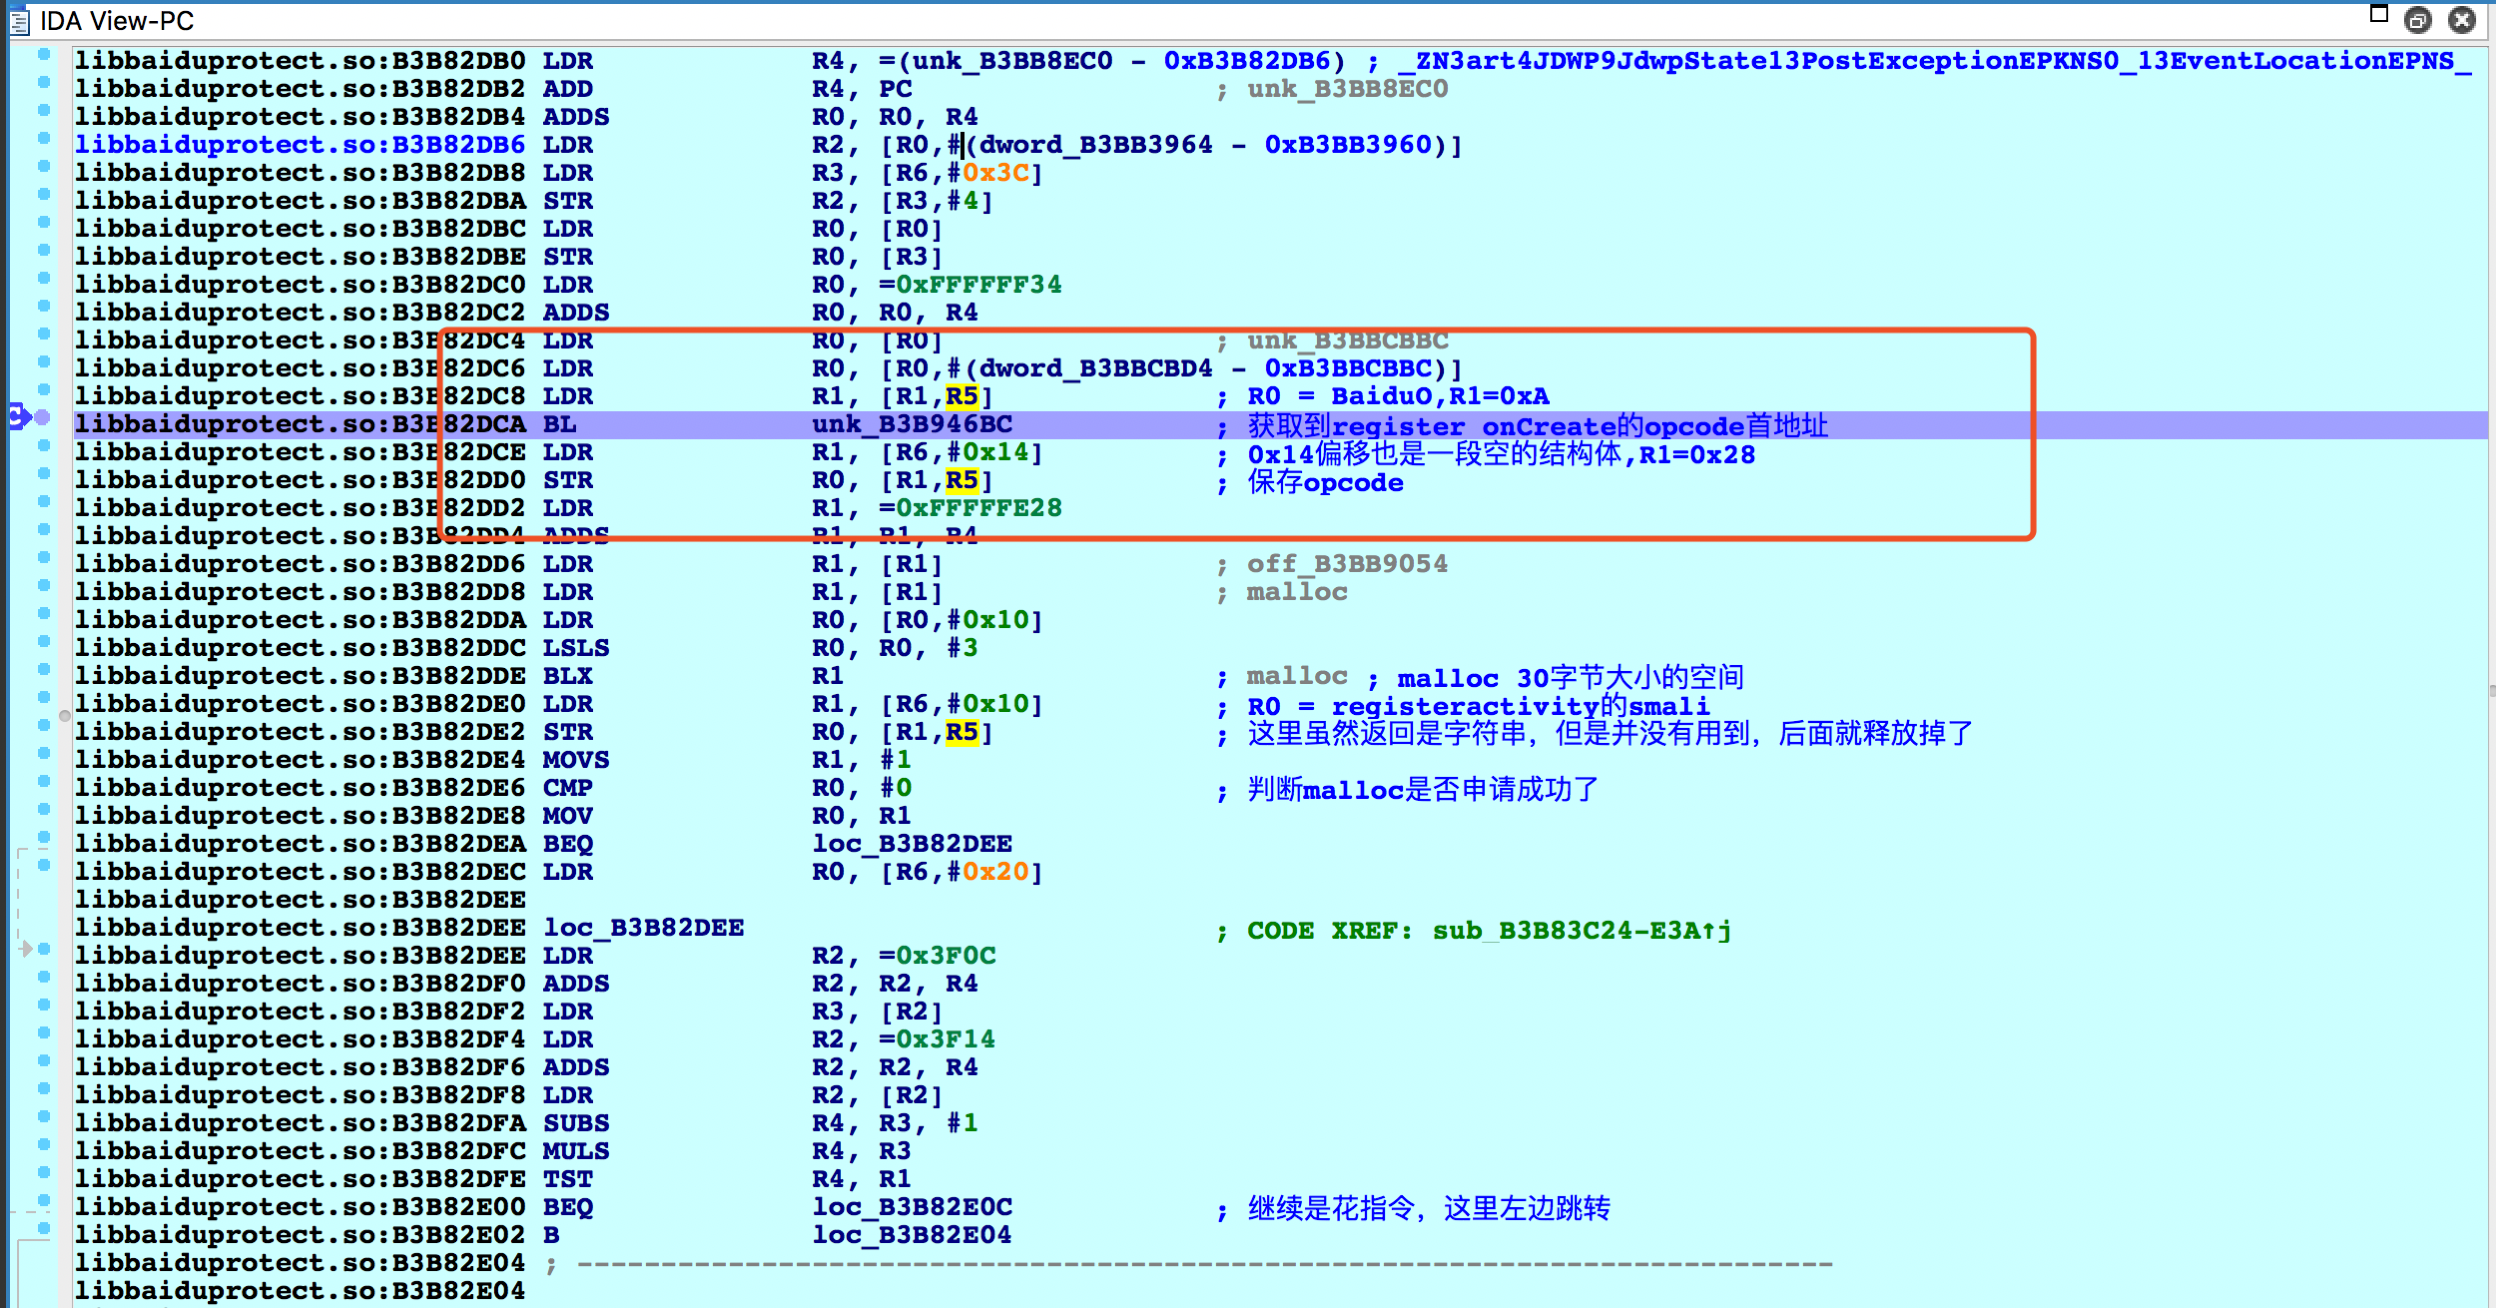 IDA View-PC
libbaiduprotect.so:B3B82DB0 LDR R4, =(unk_B3BB8EC0 - 0xB3B82DB6) ; _ZN3art4JDWP9JdwpState13PostExceptionEPKNS0_13EventLocationEPNS_
libbaiduprotect.so:B3B82DB2 ADD R4, PC ; unk_B3BB8EC0
libbaiduprotect.so:B3B82DB4 ADDS R0, R0, R4
libbaiduprotect.so:B3B82DB6 LDR R2, [R0,#(dword_B3BB3964 - 0xB3BB3960)]
libbaiduprotect.so:B3B82DB8 LDR R3, [R6,#0x3C]
libbaiduprotect.so:B3B82DBA STR R2, [R3,#4]
libbaiduprotect.so:B3B82DBC LDR R0, [R0]
libbaiduprotect.so:B3B82DBE STR R0, [R3]
libbaiduprotect.so:B3B82DC0 LDR R0, =0xFFFFFF34
libbaiduprotect.so:B3B82DC2 ADDS R0, R0, R4
libbaiduprotect.so:B3B82DC4 LDR R0, [R0] ; unk_B3BBCBBC
libbaiduprotect.so:B3B82DC6 LDR R0, [R0,#(dword_B3BBCBD4 - 0xB3BBCBBC)]
libbaiduprotect.so:B3B82DC8 LDR R1, [R1,R5] ; R0 = BaiduO,R1=0xA
libbaiduprotect.so:B3B82DCA BL unk_B3B946BC ; 获取到register onCreate的opcode首地址
libbaiduprotect.so:B3B82DCE LDR R1, [R6,#0x14] ; 0x14偏移也是一段空的结构体,R1=0x28
libbaiduprotect.so:B3B82DD0 STR R0, [R1,R5] ; 保存opcode
libbaiduprotect.so:B3B82DD2 LDR R1, =0xFFFFFE28
libbaiduprotect.so:B3B82DD4 ADDS R1, R1, R4
libbaiduprotect.so:B3B82DD6 LDR R1, [R1] ; off_B3BB9054
libbaiduprotect.so:B3B82DD8 LDR R1, [R1] ; malloc
libbaiduprotect.so:B3B82DDA LDR R0, [R0,#0x10]
libbaiduprotect.so:B3B82DDC LSLS R0, R0, #3
libbaiduprotect.so:B3B82DDE BLX R1 ; malloc ; malloc 30字节大小的空间
libbaiduprotect.so:B3B82DE0 LDR R1, [R6,#0x10] ; R0 = registeractivity的smali
libbaiduprotect.so:B3B82DE2 STR R0, [R1,R5] ; 这里虽然返回是字符串，但是并没有用到，后面就释放掉了
libbaiduprotect.so:B3B82DE4 MOVS R1, #1
libbaiduprotect.so:B3B82DE6 CMP R0, #0 ; 判断malloc是否申请成功了
libbaiduprotect.so:B3B82DE8 MOV R0, R1
libbaiduprotect.so:B3B82DEA BEQ loc_B3B82DEE
libbaiduprotect.so:B3B82DEC LDR R0, [R6,#0x20]
libbaiduprotect.so:B3B82DEE
libbaiduprotect.so:B3B82DEE loc_B3B82DEE ; CODE XREF: sub_B3B83C24-E3A↑j
libbaiduprotect.so:B3B82DEE LDR R2, =0x3F0C
libbaiduprotect.so:B3B82DF0 ADDS R2, R2, R4
libbaiduprotect.so:B3B82DF2 LDR R3, [R2]
libbaiduprotect.so:B3B82DF4 LDR R2, =0x3F14
libbaiduprotect.so:B3B82DF6 ADDS R2, R2, R4
libbaiduprotect.so:B3B82DF8 LDR R2, [R2]
libbaiduprotect.so:B3B82DFA SUBS R4, R3, #1
libbaiduprotect.so:B3B82DFC MULS R4, R3
libbaiduprotect.so:B3B82DFE TST R4, R1
libbaiduprotect.so:B3B82E00 BEQ loc_B3B82E0C ; 继续是花指令，这里左边跳转
libbaiduprotect.so:B3B82E02 B loc_B3B82E04
libbaiduprotect.so:B3B82E04 ; ---------------------------------------------------------------------------
libbaiduprotect.so:B3B82E04